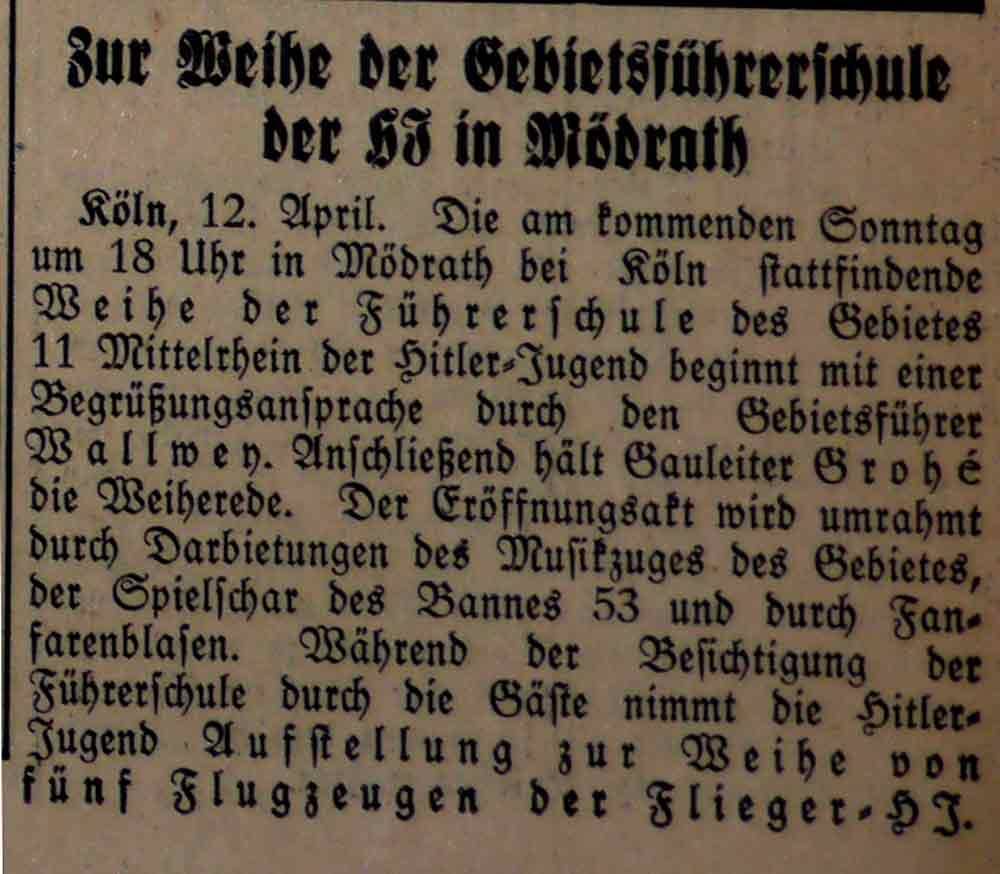 Zur Weihe der Gebietsführerschule
der HJ in Mödrath
Köln, 12. April. Die am kommenden Sonntag
um 18 Uhr in Mödrath bei Köln stattfindende
Weihe der Führerschule des Gebietes
11 Mittelrhein der Hitler-Jugend beginnt mit einer
Begrüßungsansprache durch den Gebietsführer
Wallwey. Anschließend hält Gauleiter Grohé
die Weiherede. Der Eröffnungsakt wird umrahmt
durch Darbietungen des Musikzuges des Gebietes,
der Spielschar des Bannes 53 und durch Fan-
farenblasen. Während der Besichtigung der
Führerschule durch die Gäste nimmt die Hitler-
Jugend Aufstellung zur Weihe von
fünf Flugzeugen der Flieger-HJ.